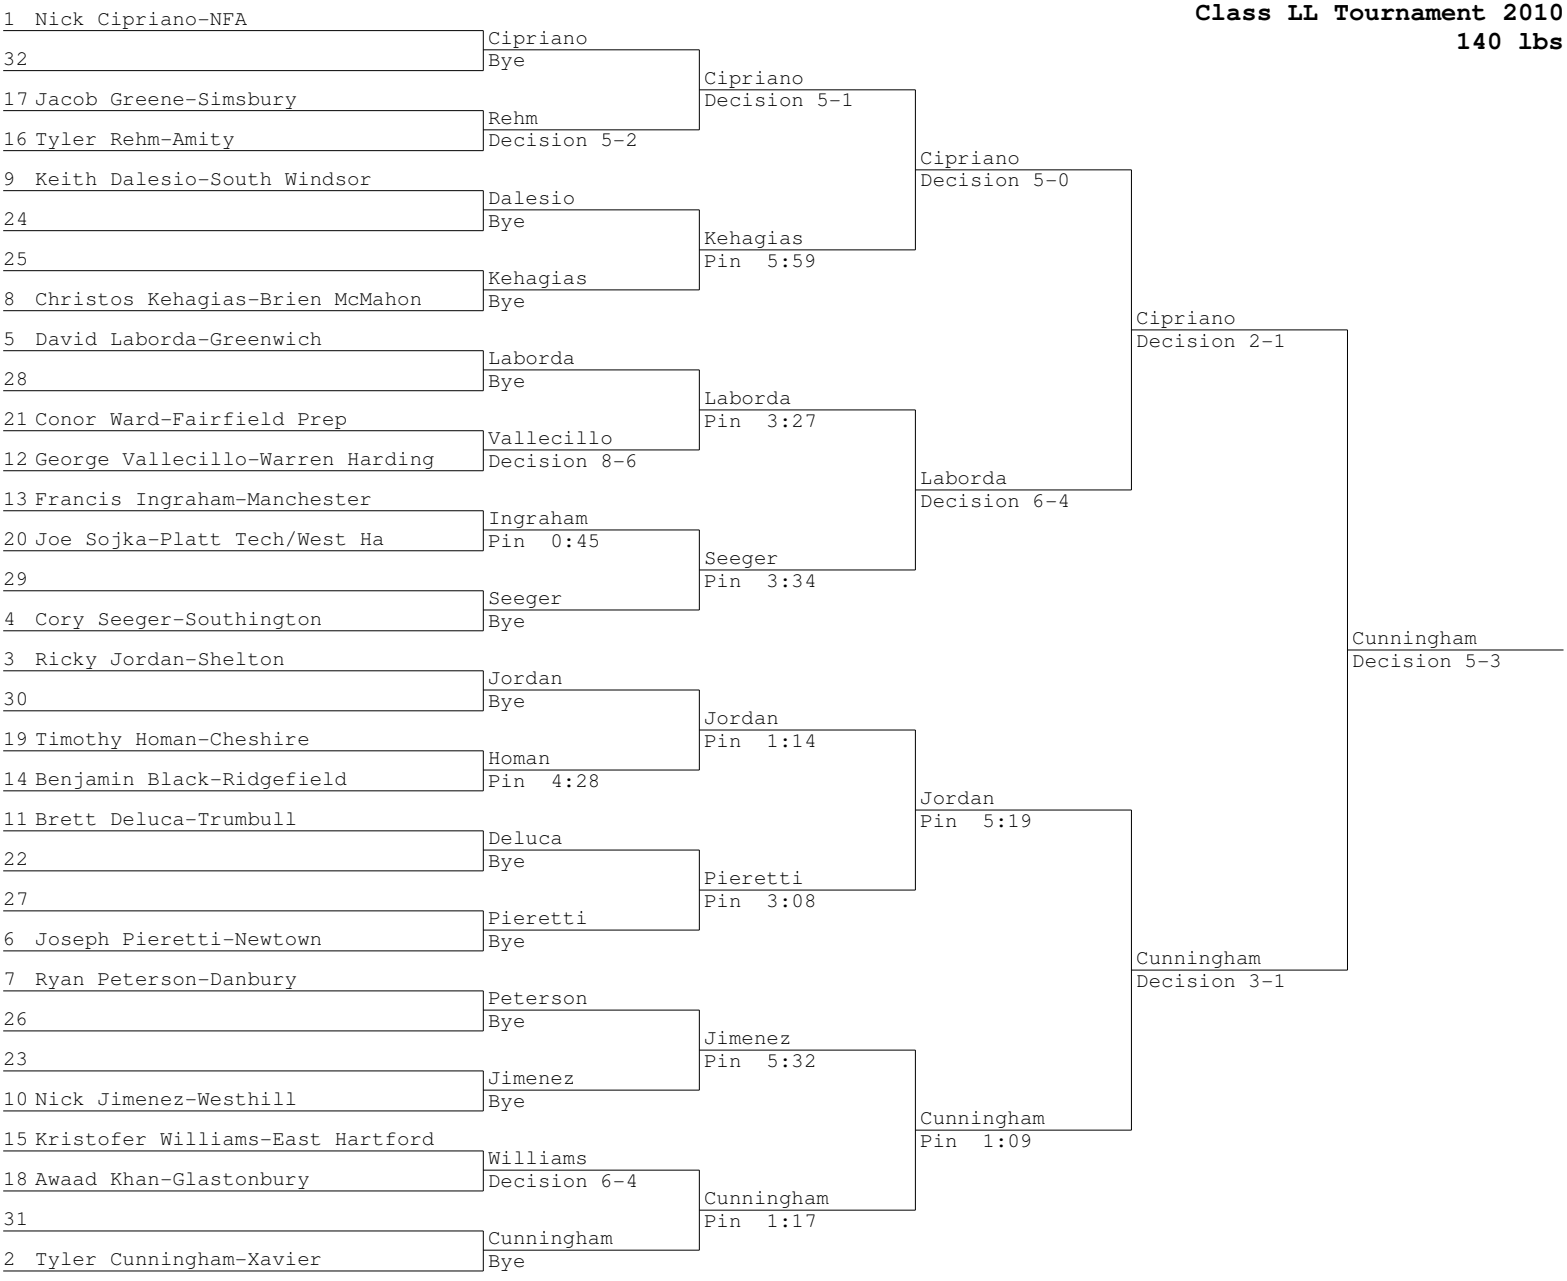 Class LL Tournament 2010
140 lbs
1 Nick Cipriano-NFA
32
17 Jacob Greene-Simsbury
16 Tyler Rehm-Amity
9 Keith Dalesio-South Windsor
24
25
8 Christos Kehagias-Brien McMahon
5 David Laborda-Greenwich
28
21 Conor Ward-Fairfield Prep
12 George Vallecillo-Warren Harding
13 Francis Ingraham-Manchester
20 Joe Sojka-Platt Tech/West Ha
29
4 Cory Seeger-Southington
3 Ricky Jordan-Shelton
30
19 Timothy Homan-Cheshire
14 Benjamin Black-Ridgefield
11 Brett Deluca-Trumbull
22
27
6 Joseph Pieretti-Newtown
7 Ryan Peterson-Danbury
26
23
10 Nick Jimenez-Westhill
15 Kristofer Williams-East Hartford
18 Awaad Khan-Glastonbury
31
2 Tyler Cunningham-Xavier
Cipriano
Bye
Rehm
Decision 5-2
Dalesio
Bye
Kehagias
Bye
Laborda
Bye
Vallecillo
Decision 8-6
Ingraham
Pin 0:45
Seeger
Bye
Jordan
Bye
Homan
Pin 4:28
Deluca
Bye
Pieretti
Bye
Peterson
Bye
Jimenez
Bye
Williams
Decision 6-4
Cunningham
Bye
Cipriano
Decision 5-1
Kehagias
Pin 5:59
Laborda
Pin 3:27
Seeger
Pin 3:34
Jordan
Pin 1:14
Pieretti
Pin 3:08
Jimenez
Pin 5:32
Cunningham
Pin 1:17
Cipriano
Decision 5-0
Laborda
Decision 6-4
Jordan
Pin 5:19
Cunningham
Pin 1:09
Cipriano
Decision 2-1
Cunningham
Decision 3-1
Cunningham
Decision 5-3